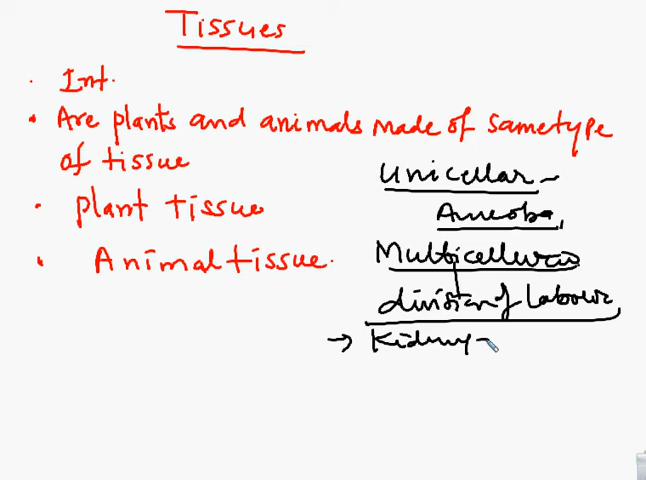 Tissues
· Int.
· Are plants and animals made of sametype
of tissue
· Plant tissue
· Animal tissue.
Unicellar -
Amoeba,
Multicellular
division of labour
→ Kidney -